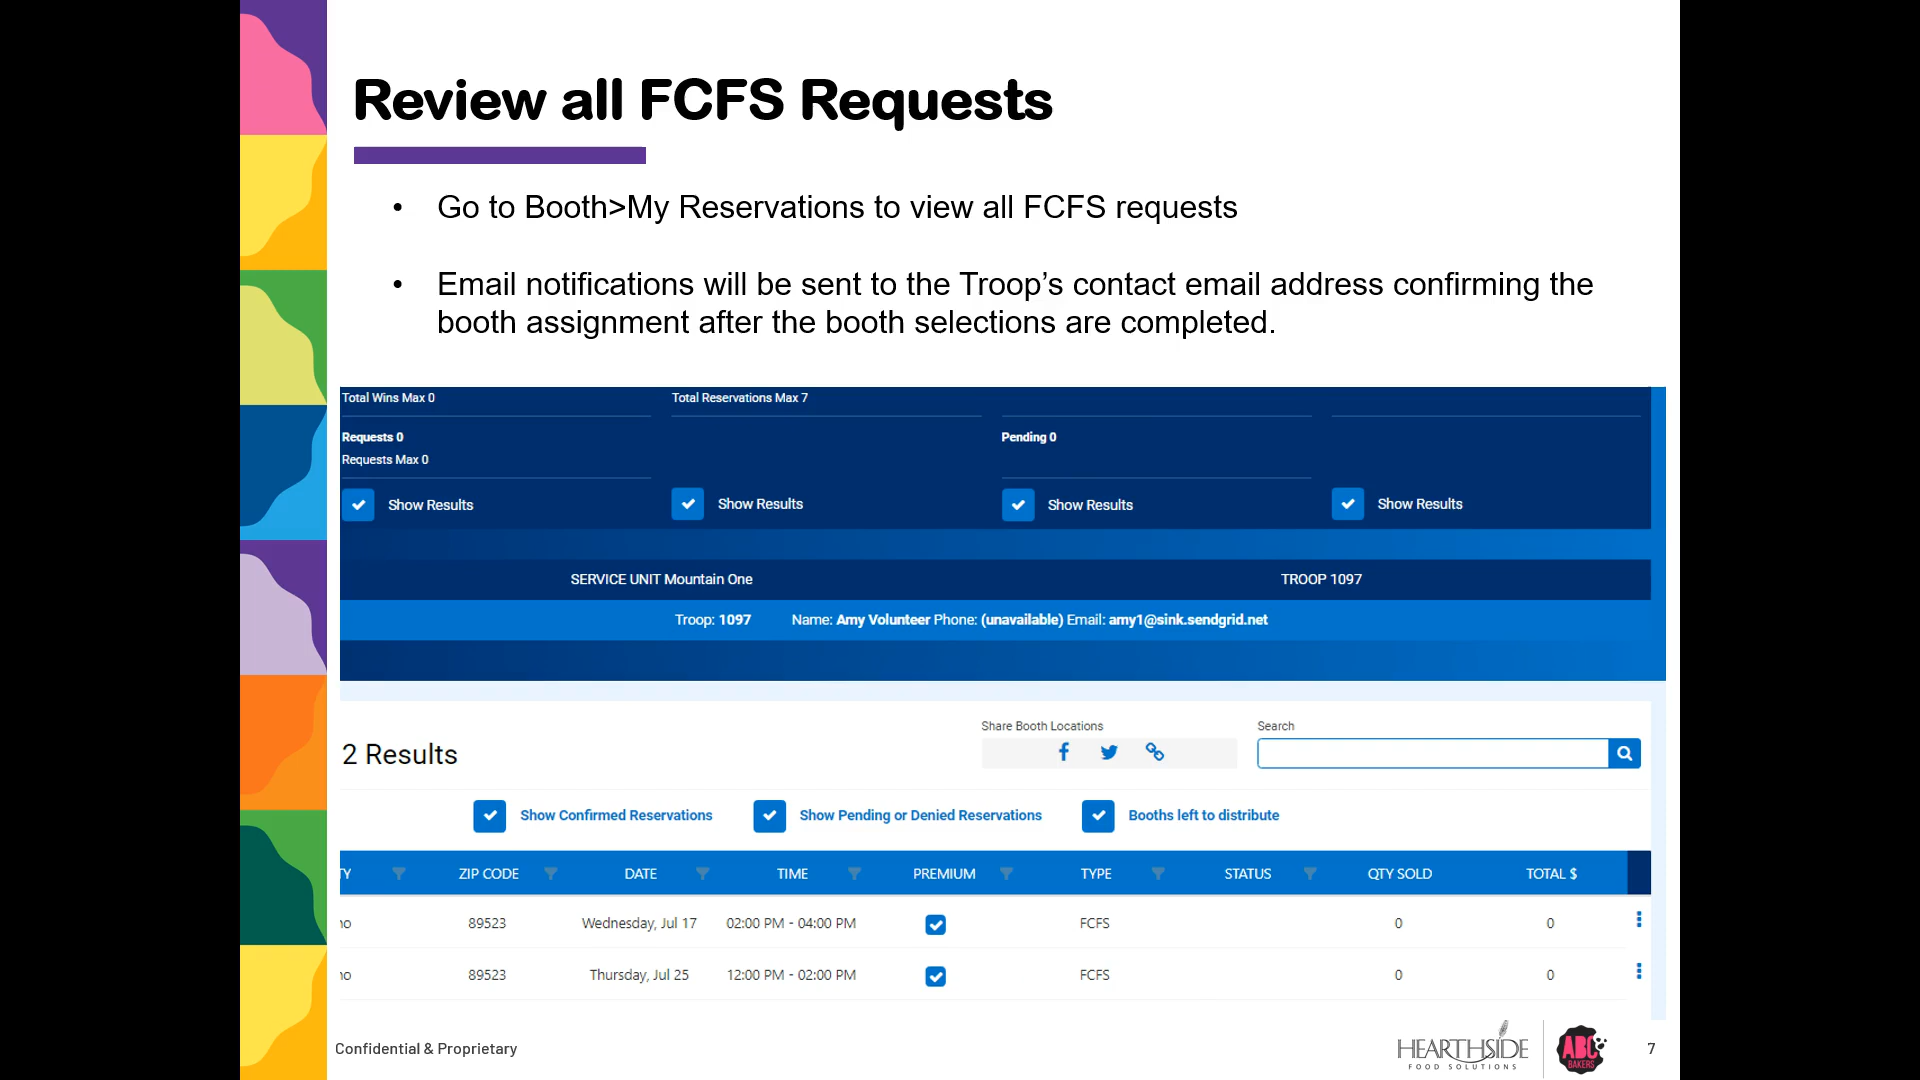 Review all FCFS Requests
• Go to Booth>My Reservations to view all FCFS requests
• Email notifications will be sent to the Troop’s contact email address confirming the
booth assignment after the booth selections are completed.
Total Wins Max 0 Total Reservations Max 7
Requests 0 Pending 0
Requests Max 0
Show Results Show Results Show Results Show Results
SERVICE UNIT Mountain One TROOP 1097
Troop: 1097 Name: Amy Volunteer Phone: (unavailable) Email: amy1@sink.sendgrid.net
Share Booth Locations Search
2 Results
Show Confirmed Reservations Show Pending or Denied Reservations Booths left to distribute
TY ZIP CODE DATE TIME PREMIUM TYPE STATUS QTY SOLD TOTAL $
no 89523 Wednesday, Jul 17 02:00 PM - 04:00 PM FCFS 0 0
no 89523 Thursday, Jul 25 12:00 PM - 02:00 PM FCFS 0 0
Confidential & Proprietary
HEARTHSIDE
FOOD SOLUTIONS
ABC
BAKERS
7